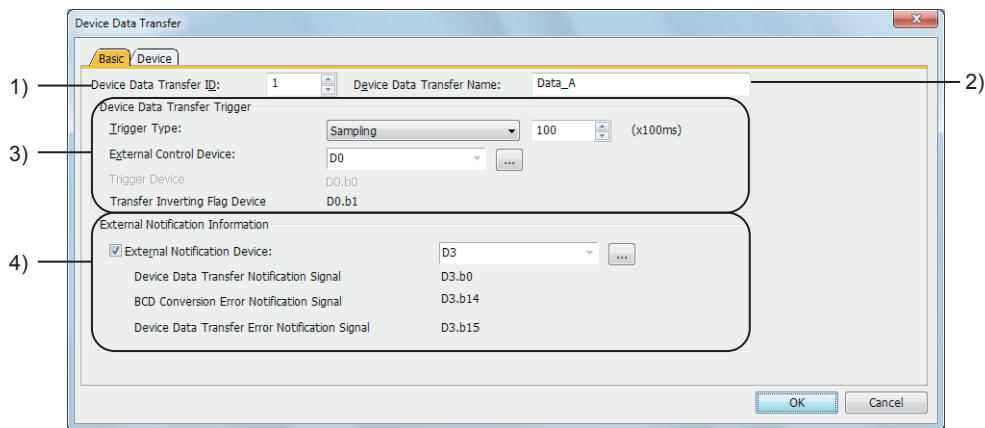 Device Data Transfer
Basic Device
1) Device Data Transfer ID: 1 Device Data Transfer Name: Data_A 2)
Device Data Transfer Trigger
3)
Trigger Type: Sampling 100 (x100ms)
External Control Device: D0 ...
Trigger Device D0.b0
Transfer Inverting Flag Device D0.b1
External Notification Information
4)
External Notification Device: D3 ...
Device Data Transfer Notification Signal D3.b0
BCD Conversion Error Notification Signal D3.b14
Device Data Transfer Error Notification Signal D3.b15
OK Cancel